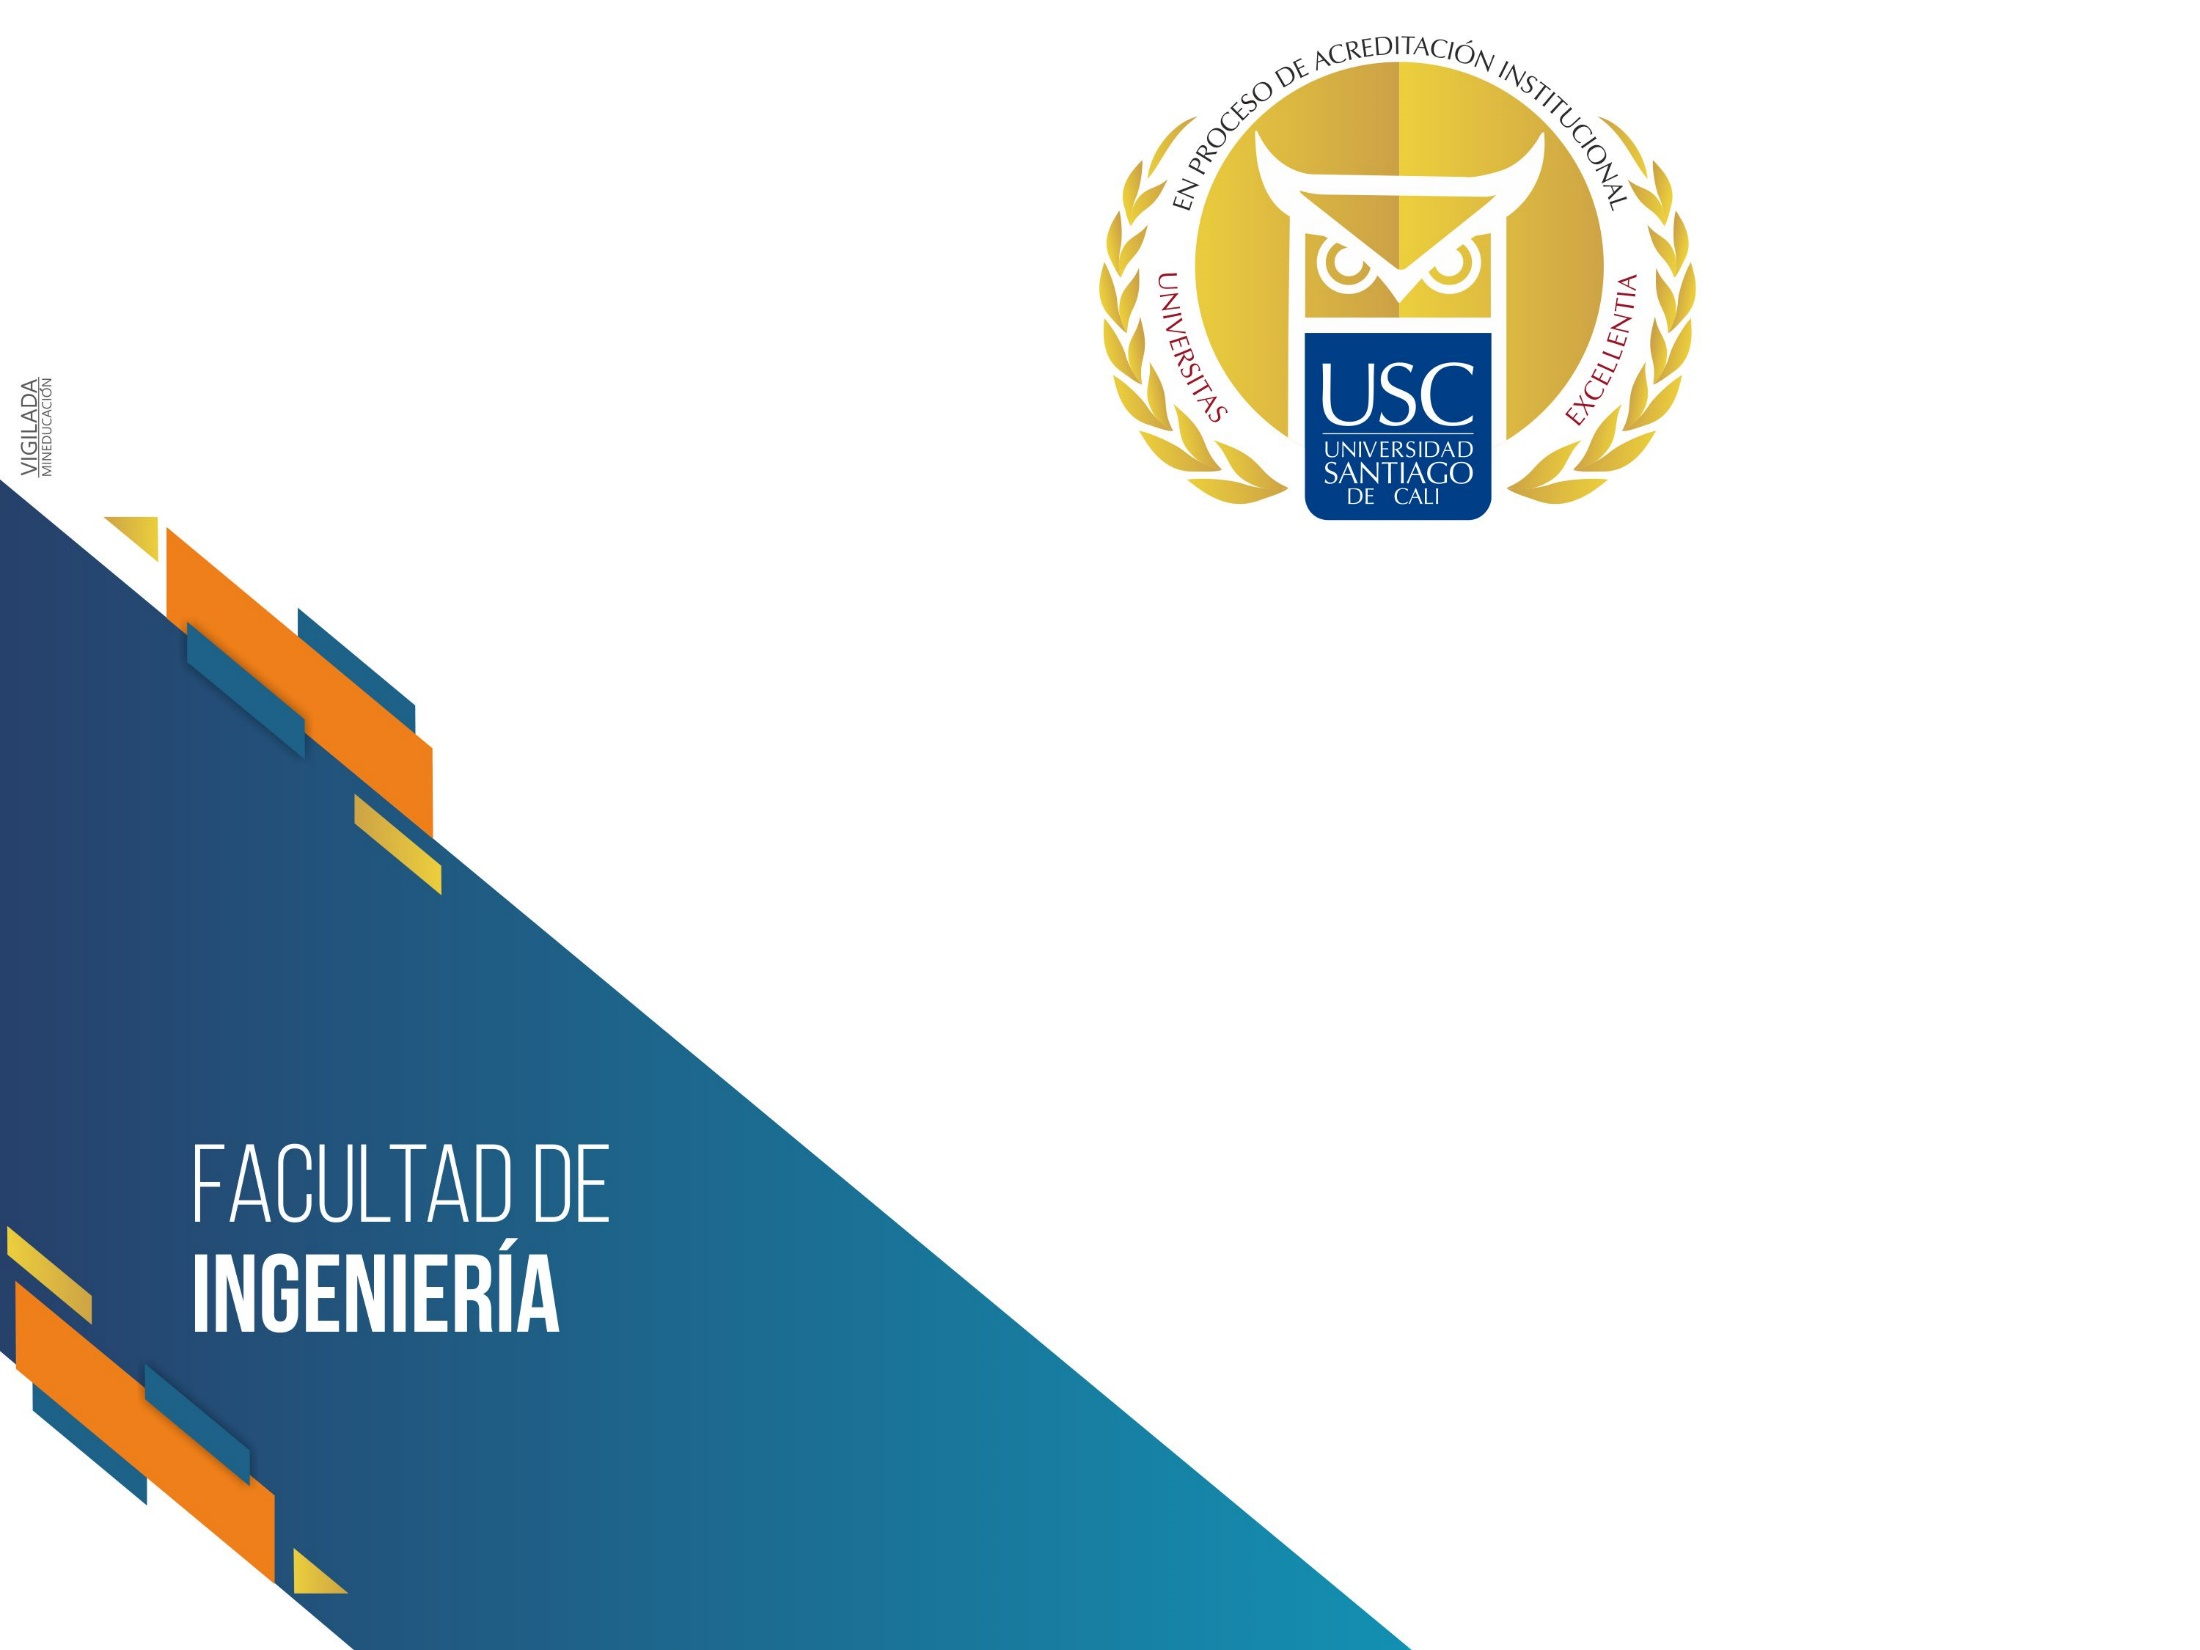 EN PROCESO DE ACREDITACIÓN INSTITUCIONAL
UNIVERSITAS
EXCELLENTIA
USC
UNIVERSIDAD
SANTIAGO
DE CALI
VIGILADA
MINEDUCACIÓN
FACULTAD DE
INGENIERÍA